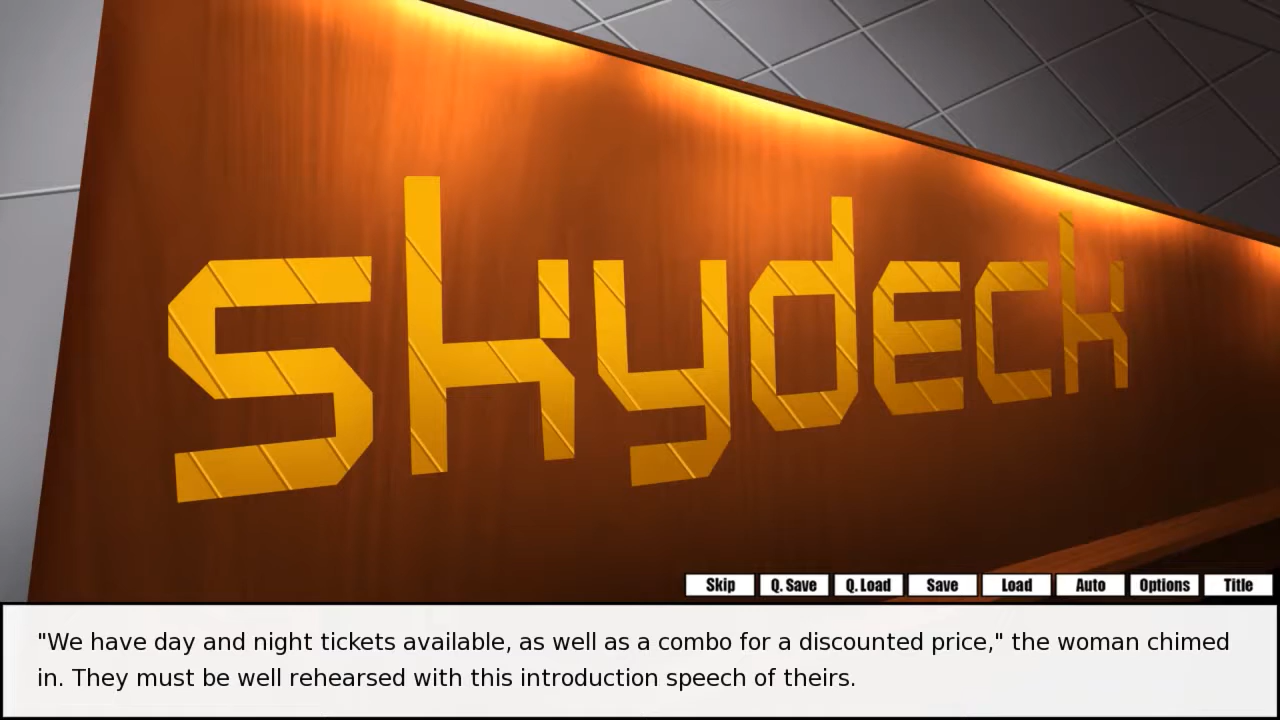 skydeck
Skip Q. Save Q. Load Save Load Auto Options Title
"We have day and night tickets available, as well as a combo for a discounted price," the woman chimed
in. They must be well rehearsed with this introduction speech of theirs.